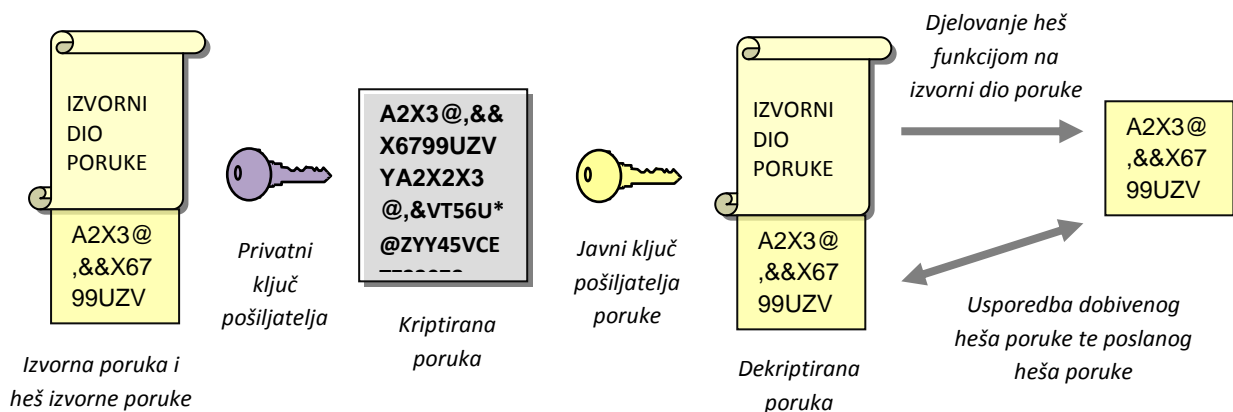 IZVORNI
DIO
PORUKE
A2X3@
,&&X67
99UZV
Izvorna poruka i
heš izvorne poruke
Privatni
ključ
pošiljatelja
A2X3@,&&
X6799UZV
YA2X2X3
@,&VT56U*
@ZYY45VCE
Kriptirana
poruka
Javni ključ
pošiljatelja
poruke
IZVORNI
DIO
PORUKE
A2X3@
,&&X67
99UZV
Dekriptirana
poruka
Djelovanje heš
funkcijom na
izvorni dio poruke
A2X3@
,&&X67
99UZV
Usporedba dobivenog
heša poruke te poslanog
heša poruke